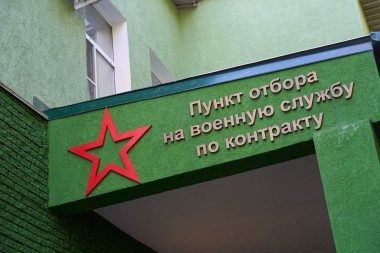 Пункт отбора
на военную службу
по контракту